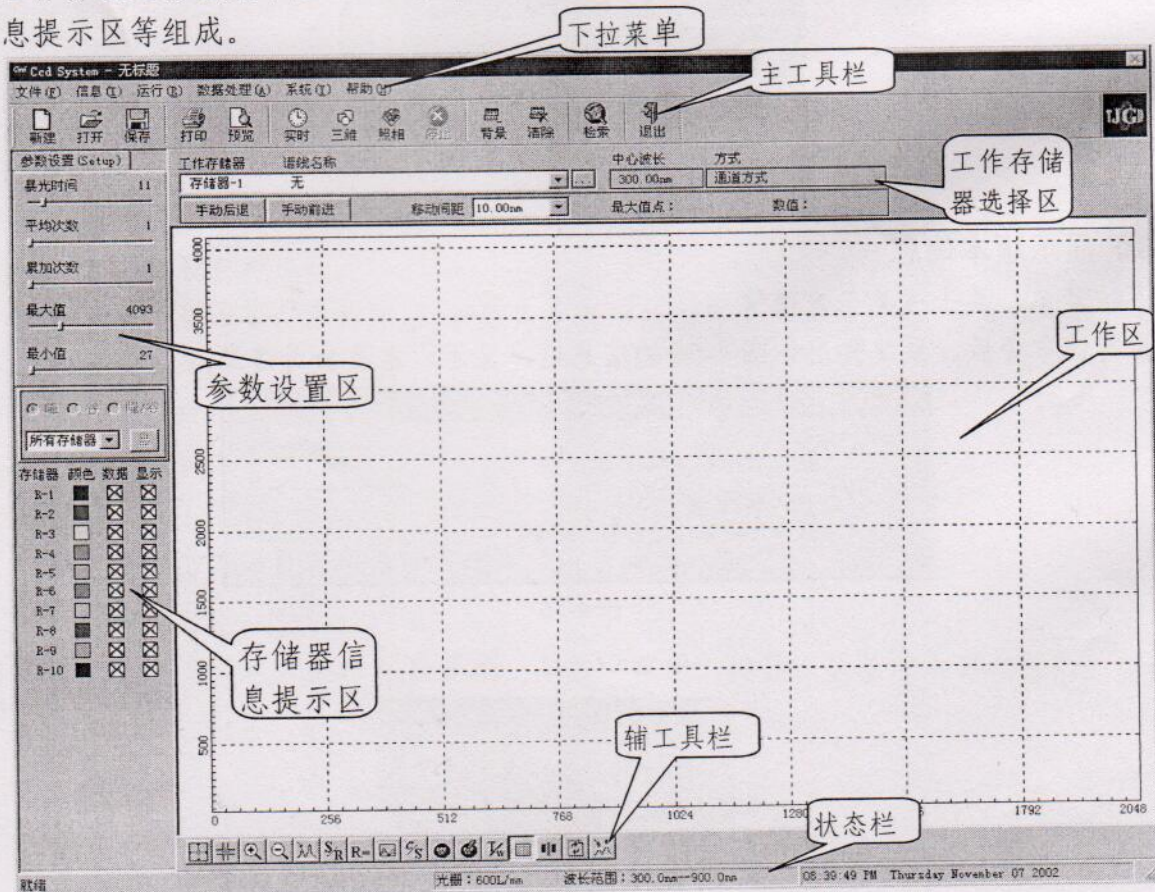 息提示区等组成。
下拉菜单
Ccd System - 无标题
主工具栏
文件(F) 信息(I) 运行(R) 数据处理(A) 系统(T) 帮助
新建 打开 保存 打印 预览 实时 三维 照相 停止 背景 清除 检索 退出
参数设置(Setup)
工作存储器 谱线名称 中心波长 方式
存储器-1 无 ... 300.00nm 通道方式
工作存储
器选择区
曝光时间 11
手动后退 手动前进 移动间距 10.00nm 最大值点: 数值:
平均次数 1
累加次数 1
最大值 4093
最小值 27
参数设置区
工作区
峰 谷 峰/谷
所有存储器
存储器 颜色 数据 显示
R-1
R-2
R-3
R-4
R-5
R-6
R-7
R-8
R-9
R-10
存储器信
息提示区
4000
3500
2500
2000
1500
1000
500
辅工具栏
0 256 512 768 1024 1280 1792 2048
状态栏
就绪
光栅:600L/mm 波长范围:300.0nm--900.0nm 08:39:49 PM Thursday November 07 2002